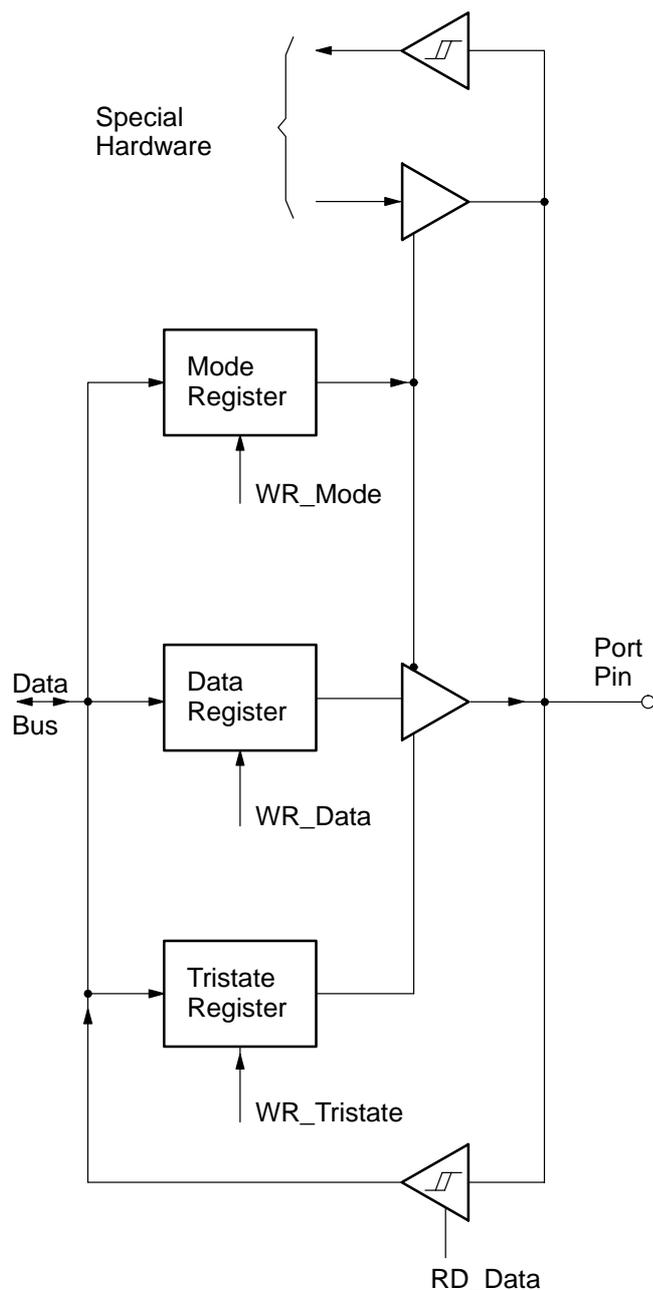 Special
Hardware
Mode
Register
WR_Mode
Port
Pin
Data
Bus
Data
Register
WR_Data
Tristate
Register
WR_Tristate
RD Data